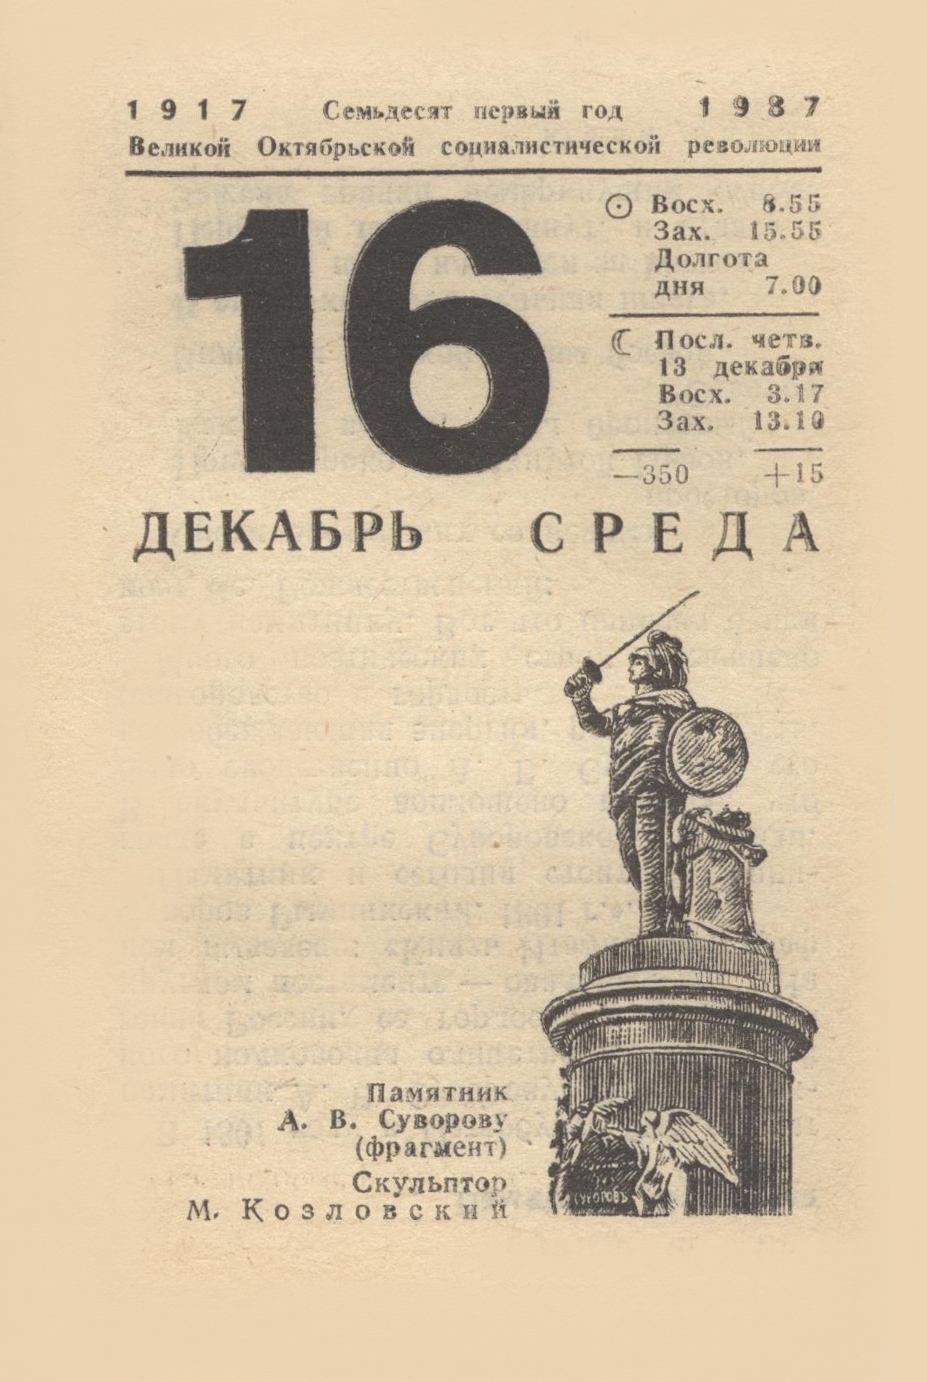 1917 Семьдесят первый год 1987
Великой Октябрьской социалистической революции
16
Восх. 8.55
Зах. 15.55
Долгота
дня 7.00
Посл. четв.
13 декабря
Восх. 3.17
Зах. 13.10
—350 +15
ДЕКАБРЬ СРЕДА
Памятник
А. В. Суворову
(фрагмент)
Скульптор
М. Козловский